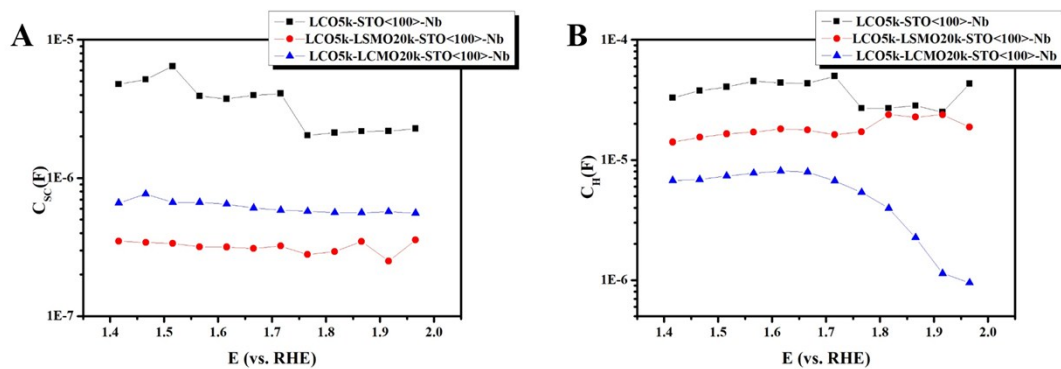 A
LCO5k-STO<100>-Nb
LCO5k-LSMO20k-STO<100>-Nb
LCO5k-LCMO20k-STO<100>-Nb
1E-5
1E-6
1E-7
C_SC(F)
1.4 1.5 1.6 1.7 1.8 1.9 2.0
E (vs. RHE)
B
LCO5k-STO<100>-Nb
LCO5k-LSMO20k-STO<100>-Nb
LCO5k-LCMO20k-STO<100>-Nb
1E-4
1E-5
1E-6
C_H(F)
1.4 1.5 1.6 1.7 1.8 1.9 2.0
E (vs. RHE)